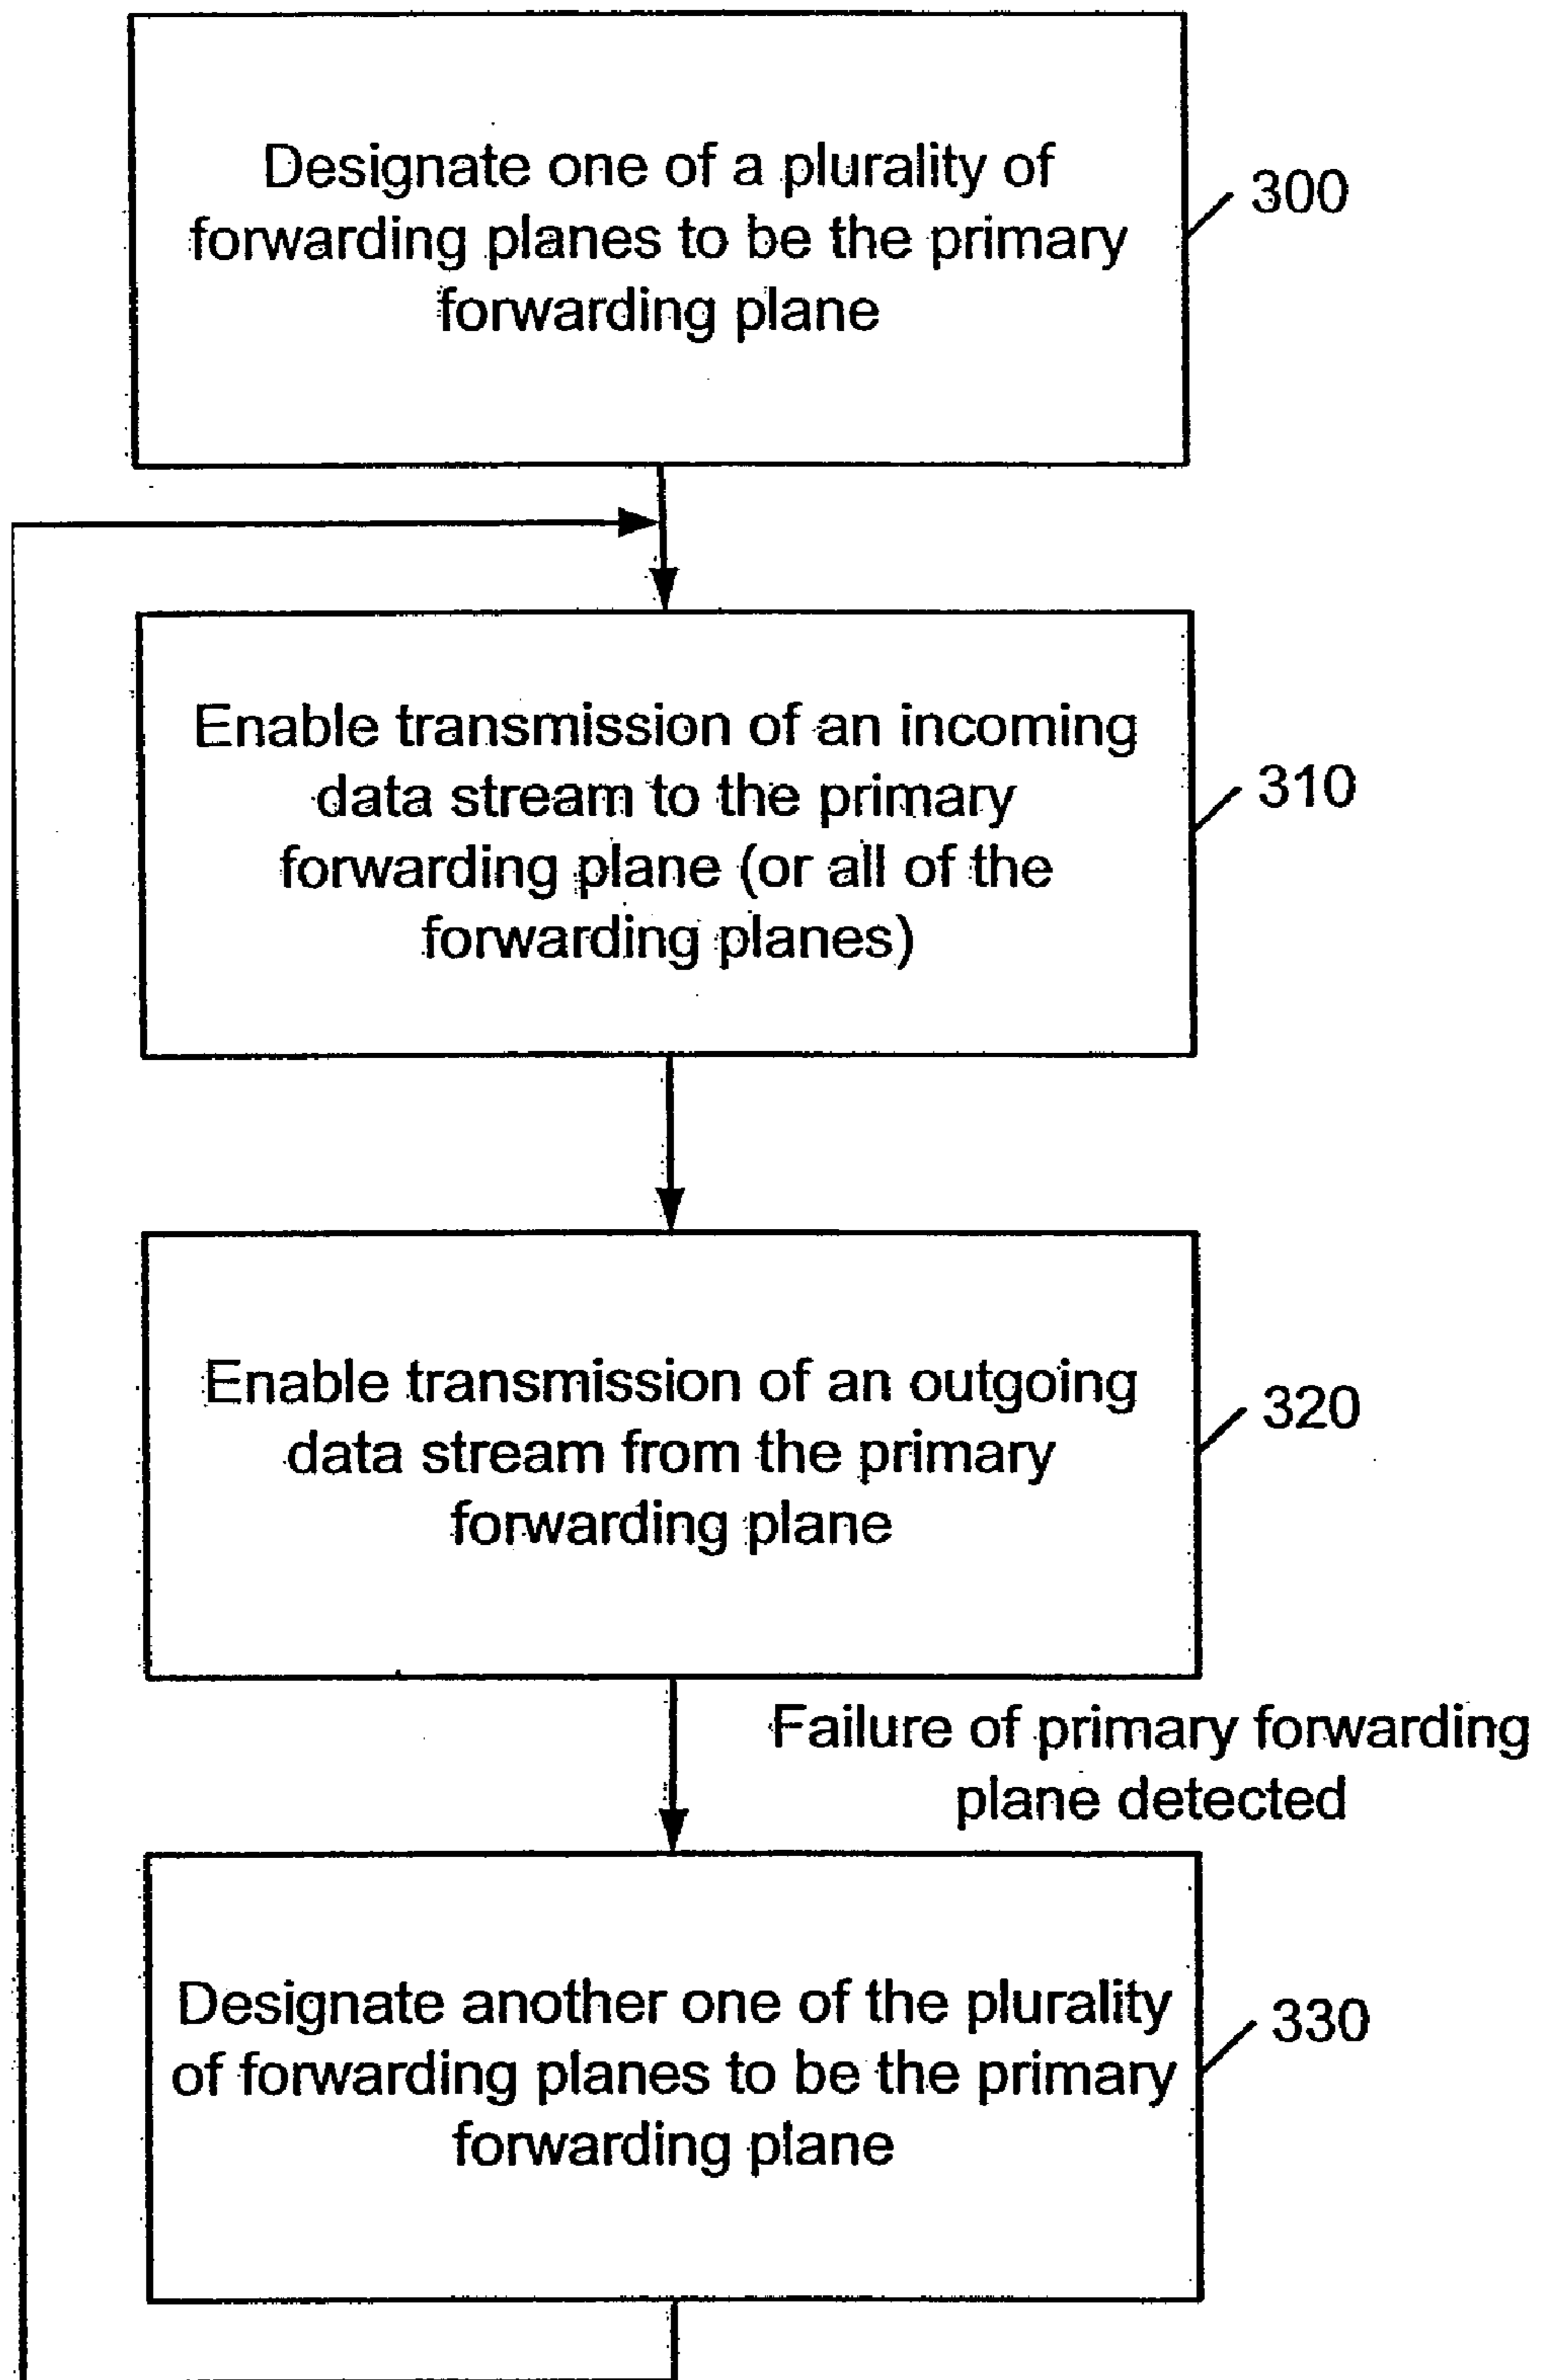 Designate one of a plurality of
forwarding planes to be the primary
forwarding plane
300
Enable transmission of an incoming
data stream to the primary
forwarding plane (or all of the
forwarding planes)
310
Enable transmission of an outgoing
data stream from the primary
forwarding plane
320
Failure of primary forwarding
plane detected
Designate another one of the plurality
of forwarding planes to be the primary
forwarding plane
330